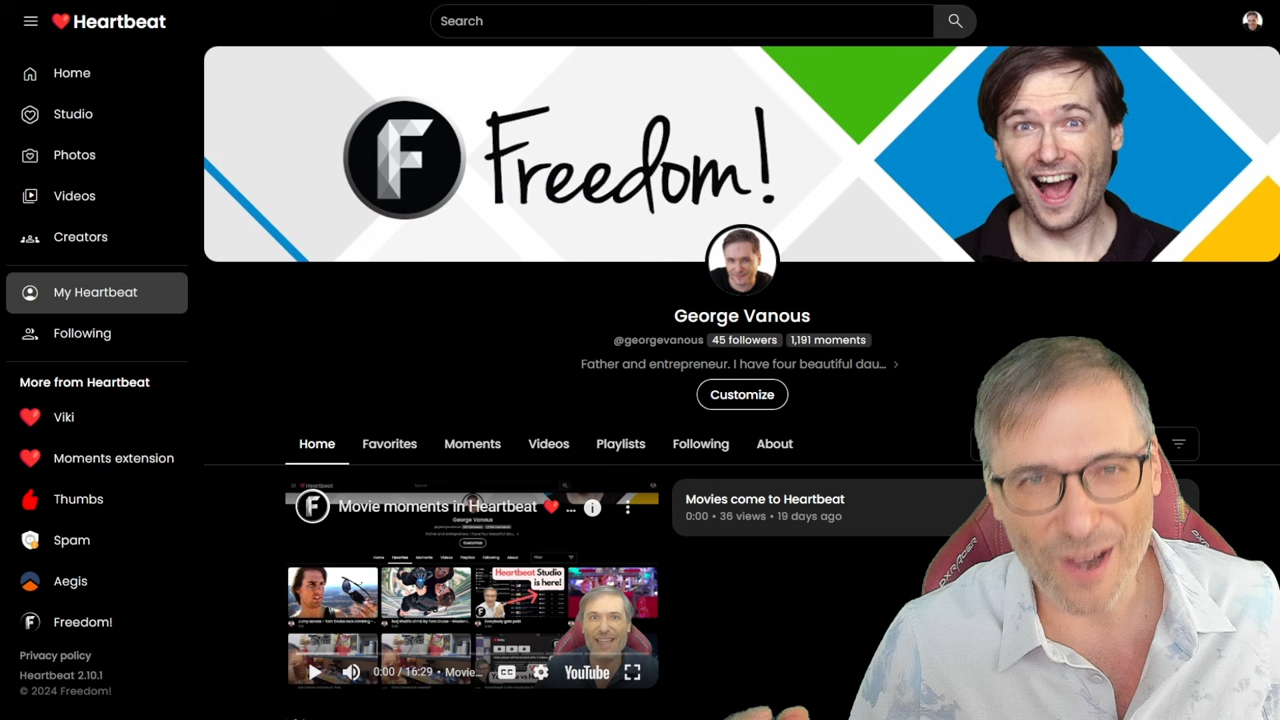 Heartbeat
Search
Home
Studio
Photos
Videos
Creators
My Heartbeat
Following
More from Heartbeat
Viki
Moments extension
Thumbs
Spam
Aegis
Freedom!
Privacy policy
Heartbeat 2.10.1
© 2024 Freedom!
F Freedom!
George Vanous
@georgevanous 45 followers 1,191 moments
Father and entrepreneur. I have four beautiful dau...
Customize
Home Favorites Moments Videos Playlists Following About
F Movie moments in Heartbeat ❤️ ...
Heartbeat Studio
is here!
0:00 / 16:29 • Movie... CC YouTube
Movies come to Heartbeat
0:00 • 36 views • 19 days ago
DXRACER